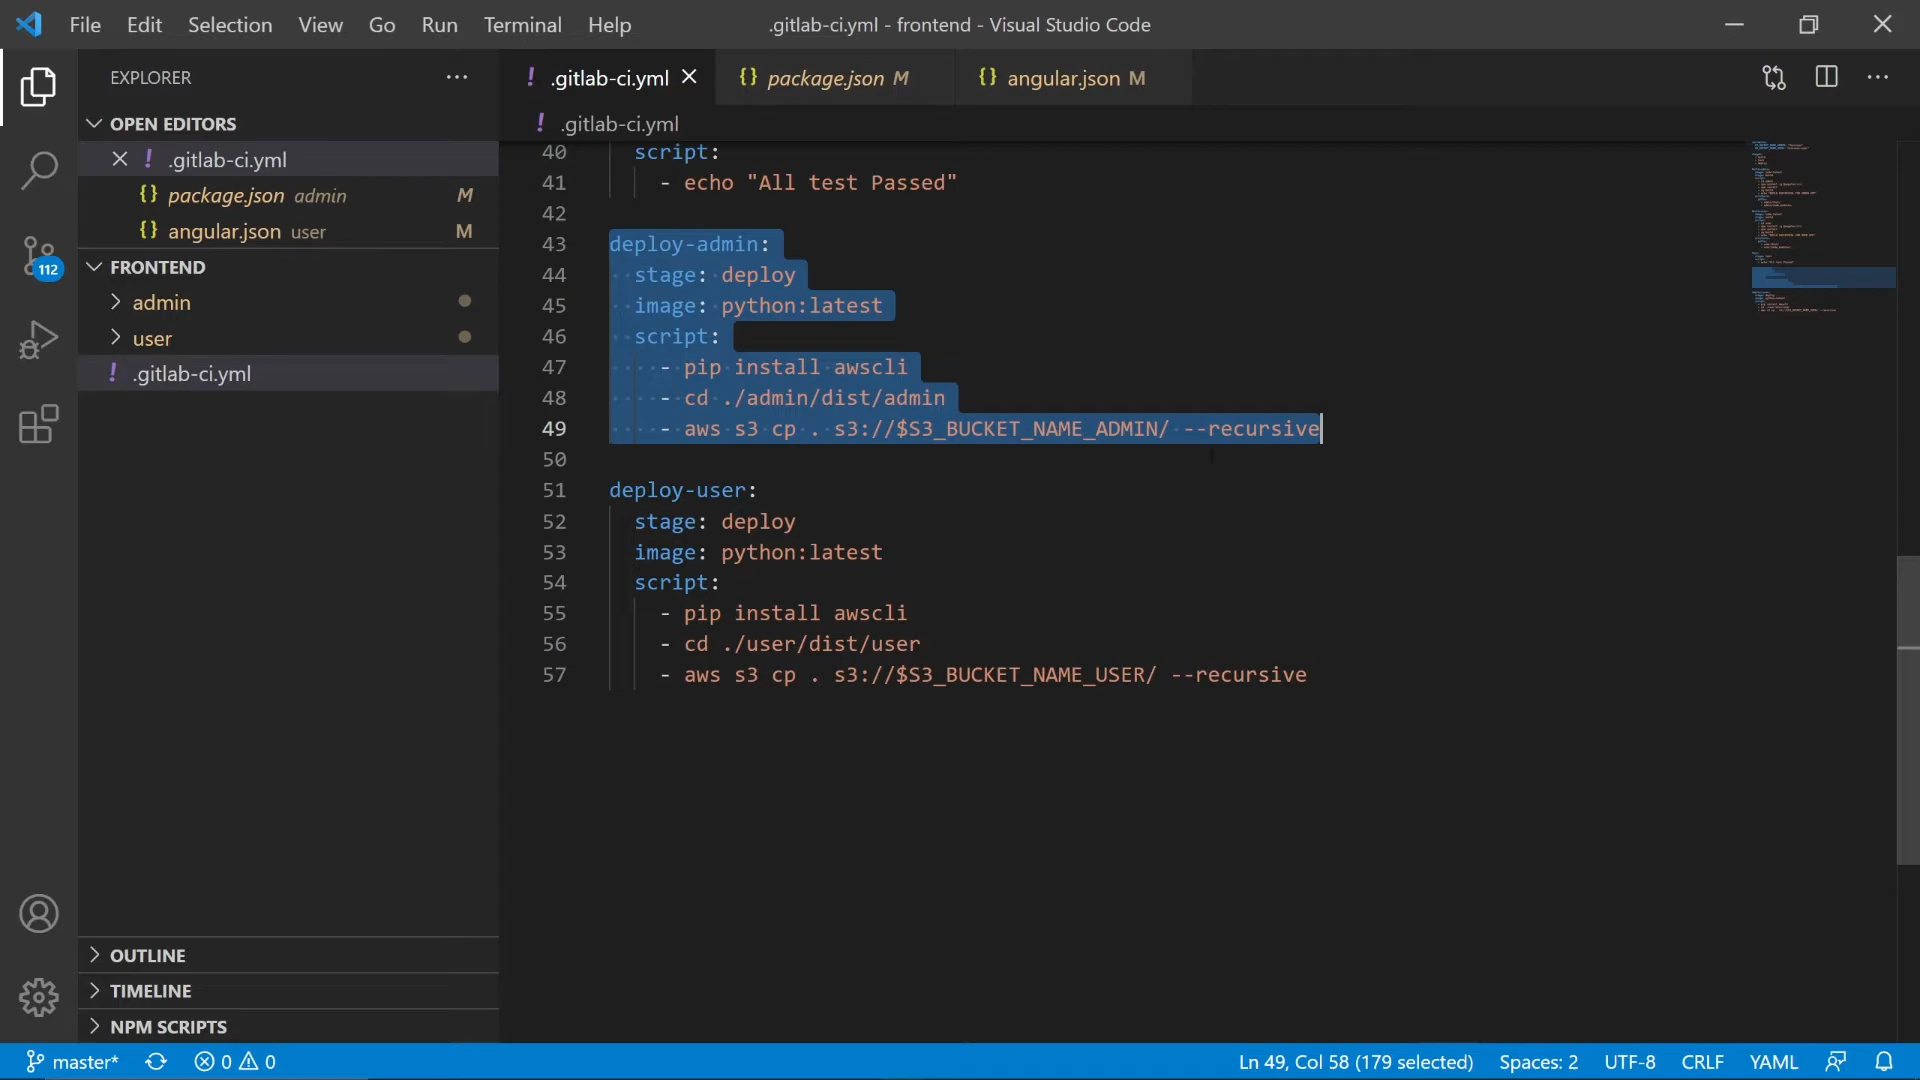 File Edit Selection View Go Run Terminal Help .gitlab-ci.yml - frontend - Visual Studio Code
EXPLORER
! .gitlab-ci.yml
{} package.json M
{} angular.json M
OPEN EDITORS
! .gitlab-ci.yml
{} package.json admin M
{} angular.json user M
112
FRONTEND
admin
user
! .gitlab-ci.yml
OUTLINE
TIMELINE
NPM SCRIPTS
! .gitlab-ci.yml
40 script:
41 - echo "All test Passed"
42
43 deploy-admin:
44 stage: deploy
45 image: python:latest
46 script:
47 - pip install awscli
48 - cd ./admin/dist/admin
49 - aws s3 cp . s3://$S3_BUCKET_NAME_ADMIN/ --recursive
50
51 deploy-user:
52 stage: deploy
53 image: python:latest
54 script:
55 - pip install awscli
56 - cd ./user/dist/user
57 - aws s3 cp . s3://$S3_BUCKET_NAME_USER/ --recursive
master* 0 0 Ln 49, Col 58 (179 selected) Spaces: 2 UTF-8 CRLF YAML